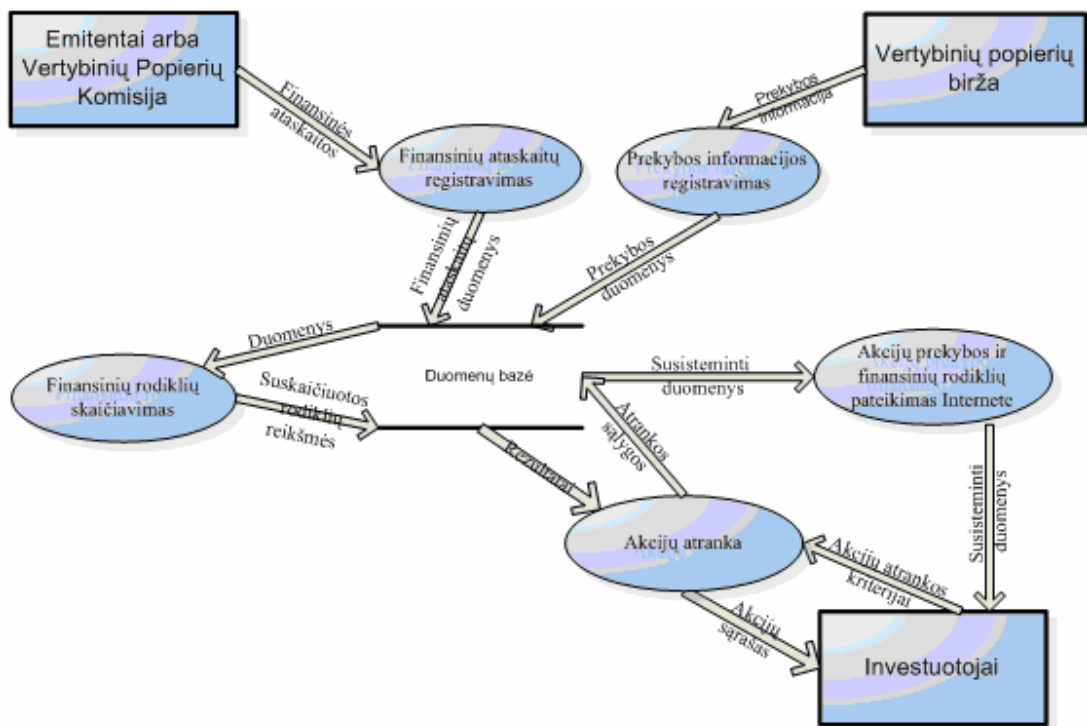 Emitentai arba
Vertybinių Popierių
Komisija
Vertybinių popierių
birža
Finansinės
ataskaitos
Prekybos
informacija
Finansinių ataskaitų
registravimas
Prekybos informacijos
registravimas
Finansinių
ataskaitų
duomenys
Prekybos
duomenys
Duomenys
Duomenų bazė
Finansinių rodiklių
skaičiavimas
Suskaičiuotos
rodiklių
reikšmės
Susisteminti
duomenys
Akcijų prekybos ir
finansinių rodiklių
pateikimas Internete
Rezultatai
Atrankos
sąlygos
Akcijų atranka
Susisteminti
duomenys
Akcijų atrankos
kriterijai
Akcijų
sąrašas
Investuotojai